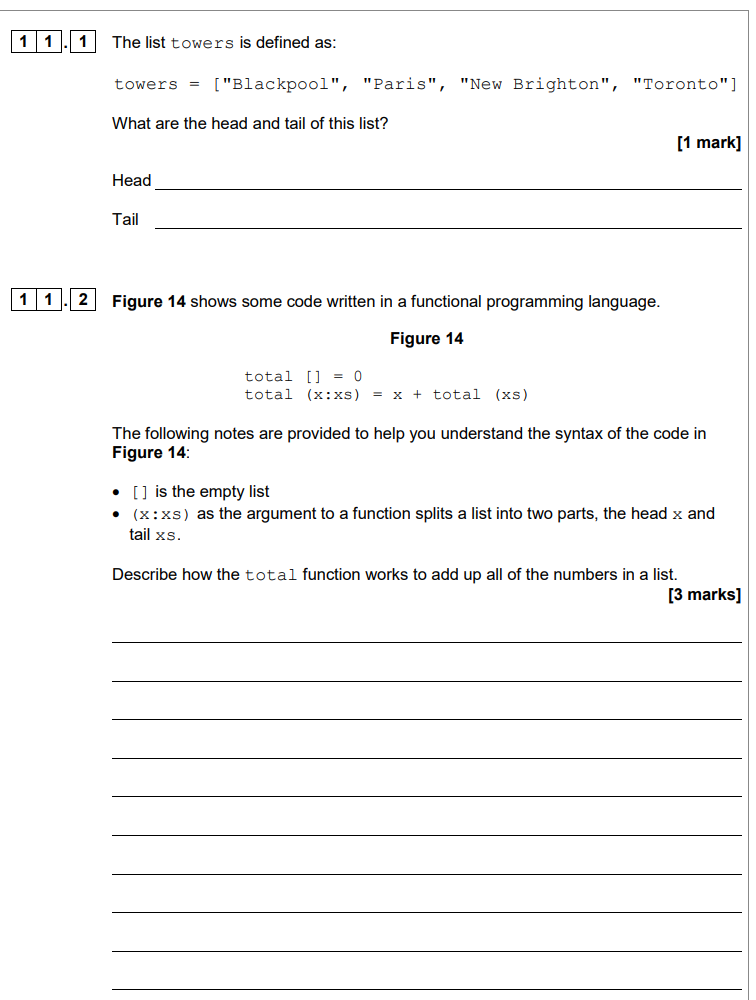 11.1 The list towers is defined as:
towers = ["Blackpool", "Paris", "New Brighton", "Toronto"]
What are the head and tail of this list?
[1 mark]
Head
Tail
11.2 Figure 14 shows some code written in a functional programming language.
Figure 14
total [] = 0
total (x:xs) = x + total (xs)
The following notes are provided to help you understand the syntax of the code in
Figure 14:
• [] is the empty list
• (x:xs) as the argument to a function splits a list into two parts, the head x and
tail xs.
Describe how the total function works to add up all of the numbers in a list.
[3 marks]